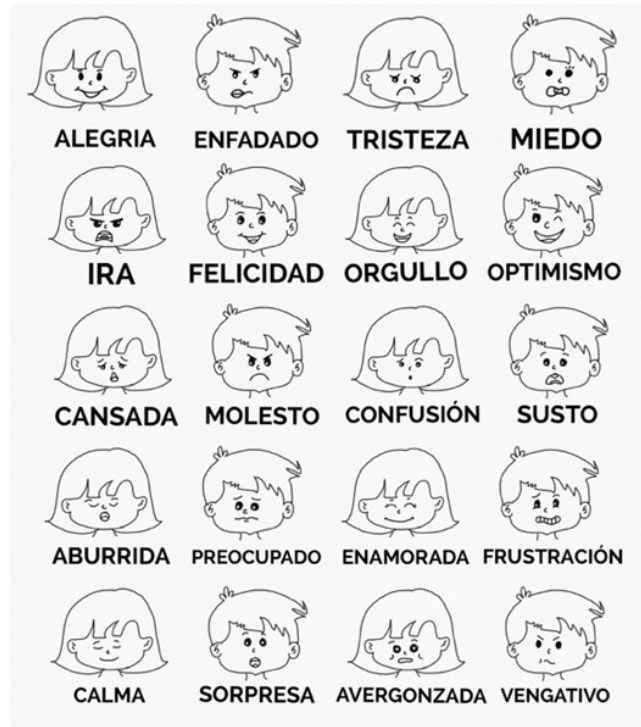 ALEGRIA ENFADADO TRISTEZA MIEDO
IRA FELICIDAD ORGULLO OPTIMISMO
CANSADA MOLESTO CONFUSIÓN SUSTO
ABURRIDA PREOCUPADO ENAMORADA FRUSTRACIÓN
CALMA SORPRESA AVERGONZADA VENGATIVO